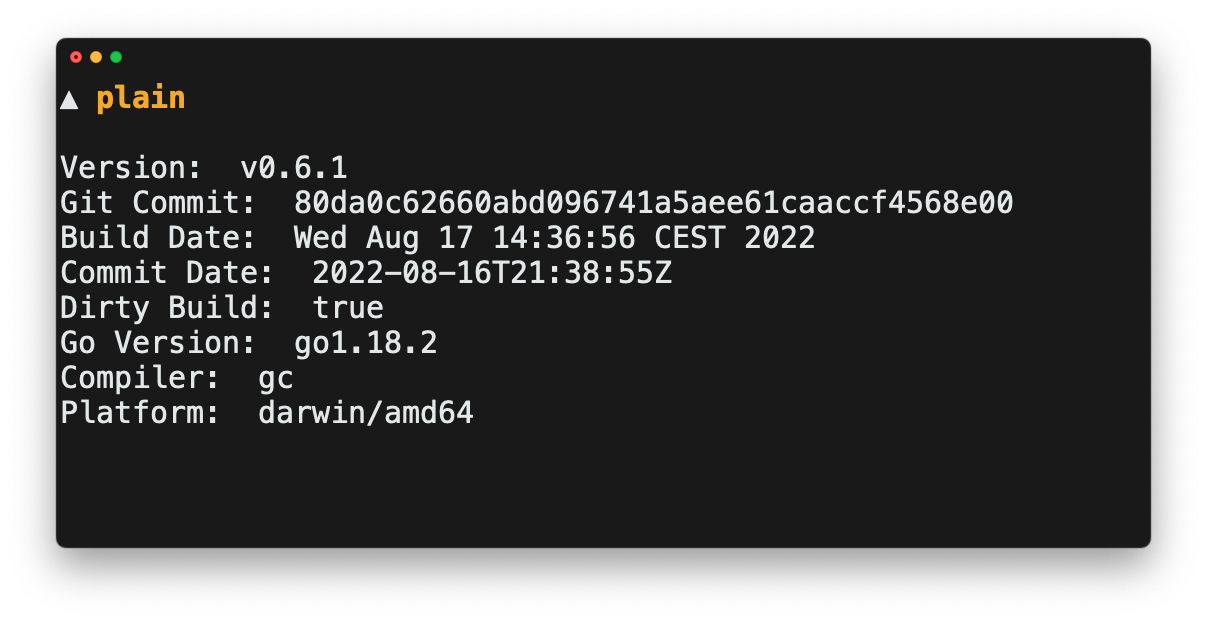 ▲ plain
Version:  v0.6.1
Git Commit:  80da0c62660abd096741a5aee61caaccf4568e00
Build Date:  Wed Aug 17 14:36:56 CEST 2022
Commit Date:  2022-08-16T21:38:55Z
Dirty Build:  true
Go Version:  go1.18.2
Compiler:  gc
Platform:  darwin/amd64